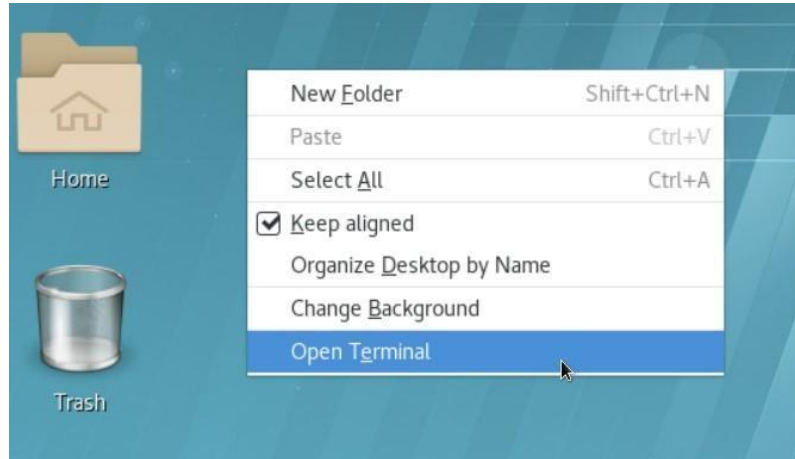 Home
Trash
New Folder Shift+Ctrl+N
Paste Ctrl+V
Select All Ctrl+A
Keep aligned
Organize Desktop by Name
Change Background
Open Terminal